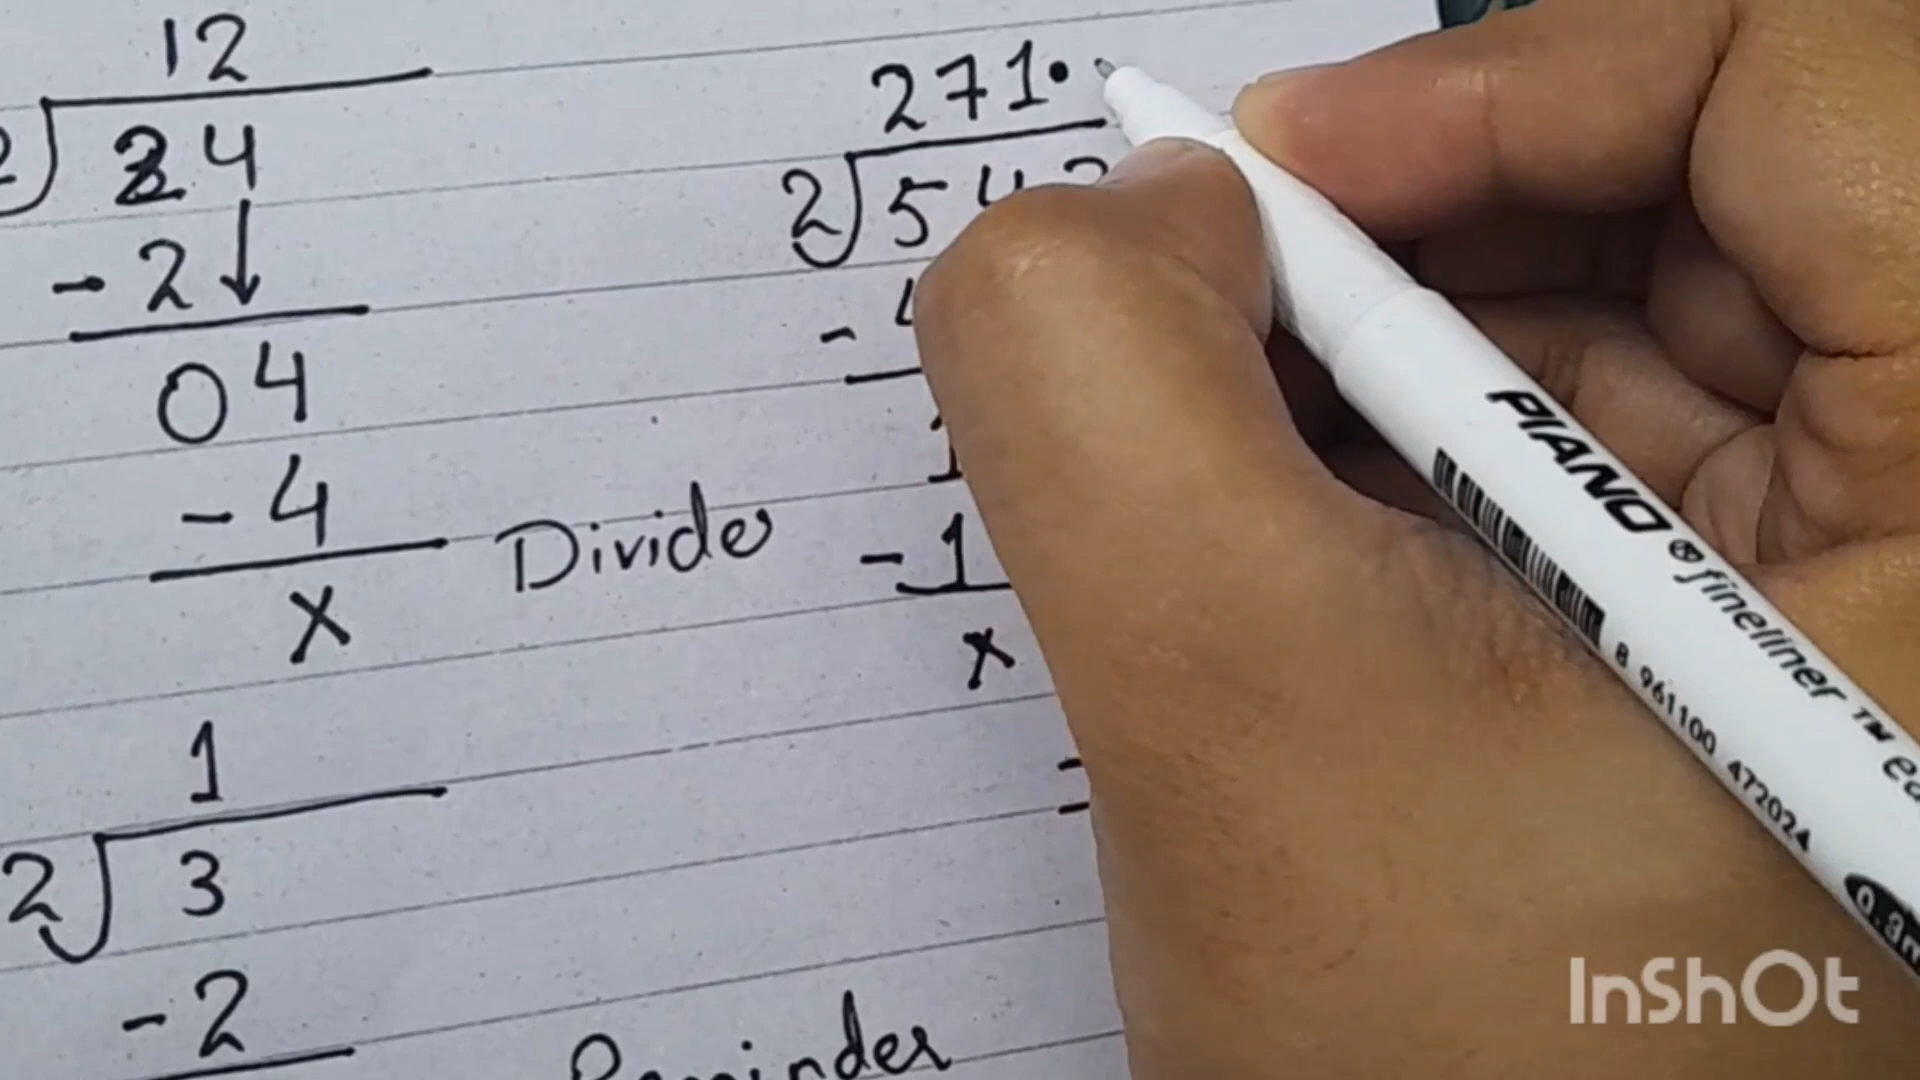 12
2) 24
- 2
04
- 4
x
Divide
1
2) 3
- 2
271.
2) 54
-
- 1
x
=
PIANO ® fineliner ™
8 961100 472024
InShOt